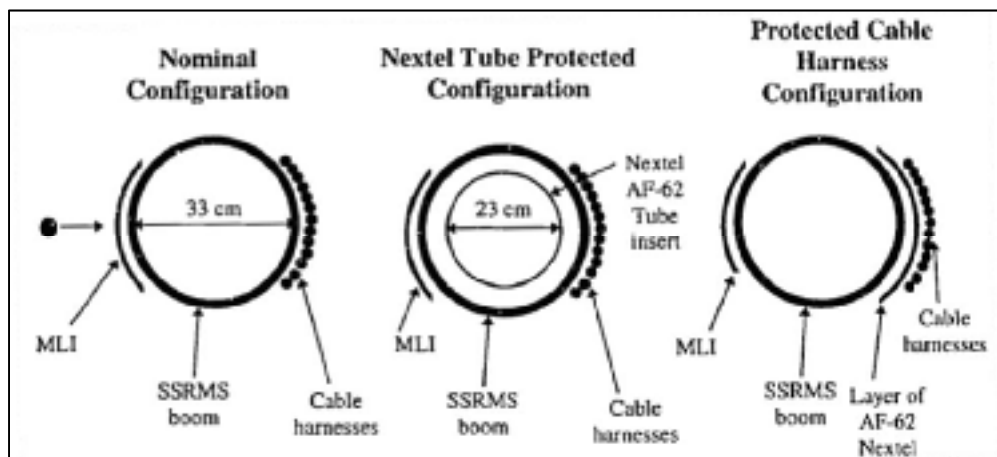 Nominal
Configuration
Nextel Tube Protected
Configuration
Protected Cable
Harness
Configuration
33 cm
MLI
SSRMS
boom
Cable
harnesses
23 cm
Nextel
AF-62
Tube
insert
MLI
SSRMS
boom
Cable
harnesses
MLI
SSRMS
boom
Layer of
AF-62
Nextel
Cable
harnesses